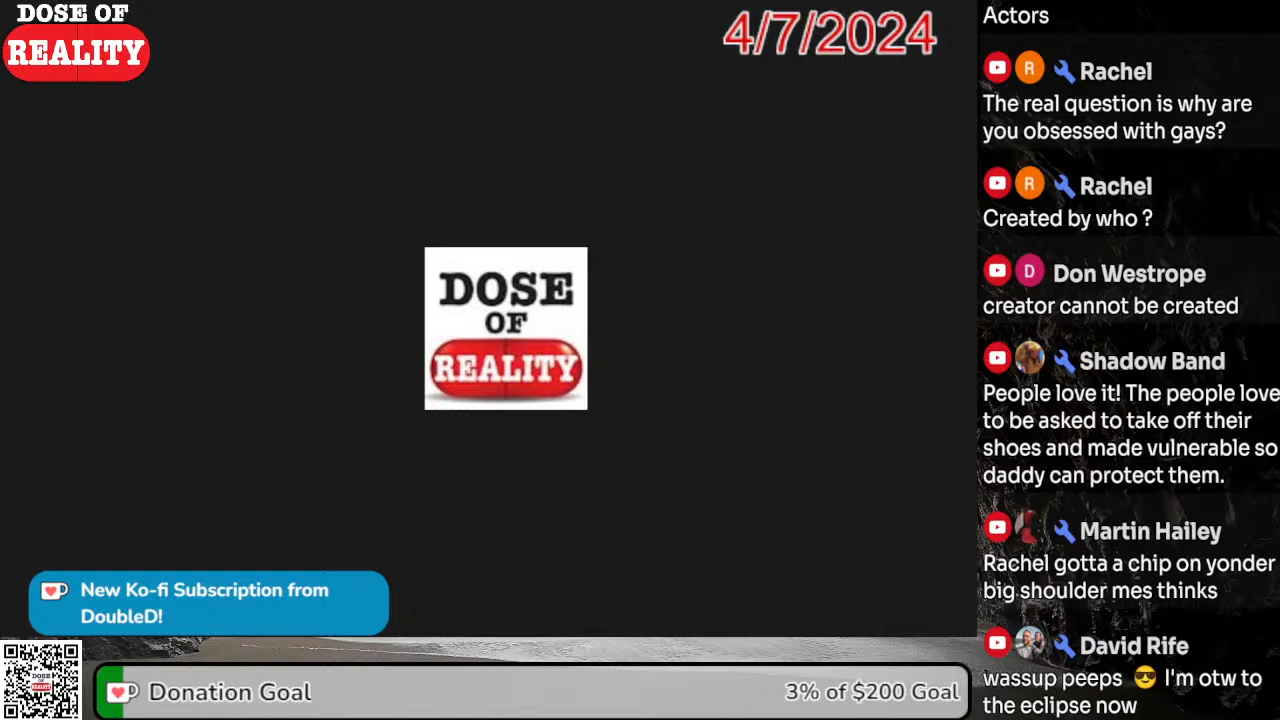 DOSE OF
REALITY
4/7/2024
DOSE
OF
REALITY
New Ko-fi Subscription from
DoubleD!
DOSE OF
REALITY
Donation Goal
3% of $200 Goal
Actors
R
Rachel
The real question is why are
you obsessed with gays?
R
Rachel
Created by who ?
D
Don Westrope
creator cannot be created
Shadow Band
People love it! The people love
to be asked to take off their
shoes and made vulnerable so
daddy can protect them.
Martin Hailey
Rachel gotta a chip on yonder
big shoulder mes thinks
David Rife
wassup peeps 😎 I'm otw to
the eclipse now